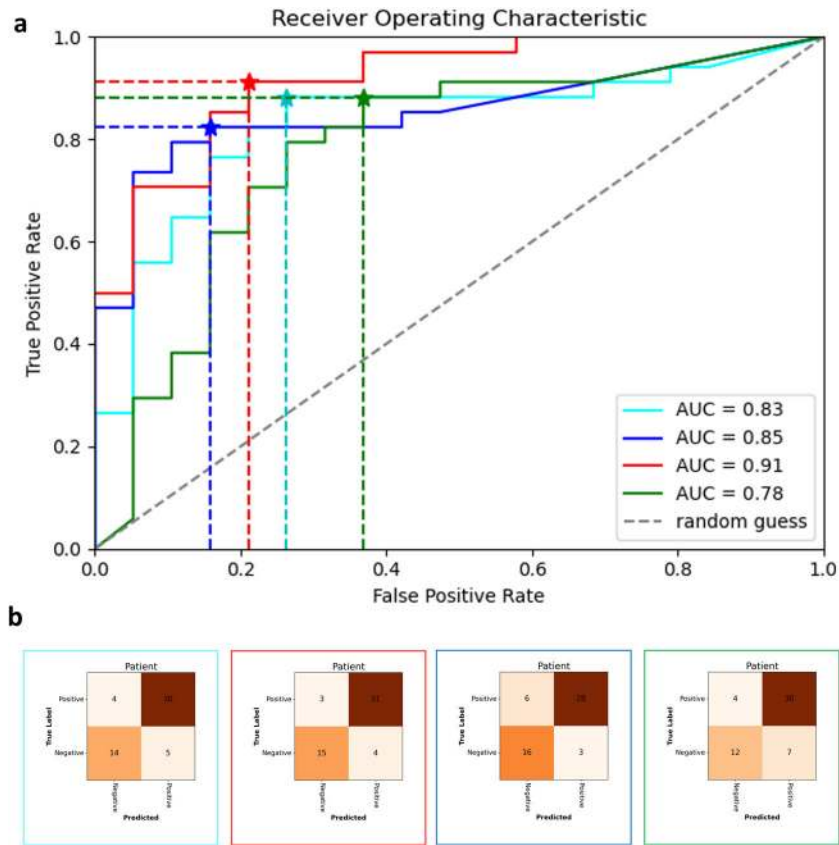 a
Receiver Operating Characteristic
1.0
0.8
0.6
0.4
0.2
0.0
True Positive Rate
0.0 0.2 0.4 0.6 0.8 1.0
False Positive Rate
AUC = 0.83
AUC = 0.85
AUC = 0.91
AUC = 0.78
random guess
b
Patient
True Label
Positive 4 30
Negative 14 5
Negative Positive
Predicted
Patient
True Label
Positive 3 31
Negative 15 4
Negative Positive
Predicted
Patient
True Label
Positive 6 28
Negative 16 3
Negative Positive
Predicted
Patient
True Label
Positive 4 30
Negative 12 7
Negative Positive
Predicted